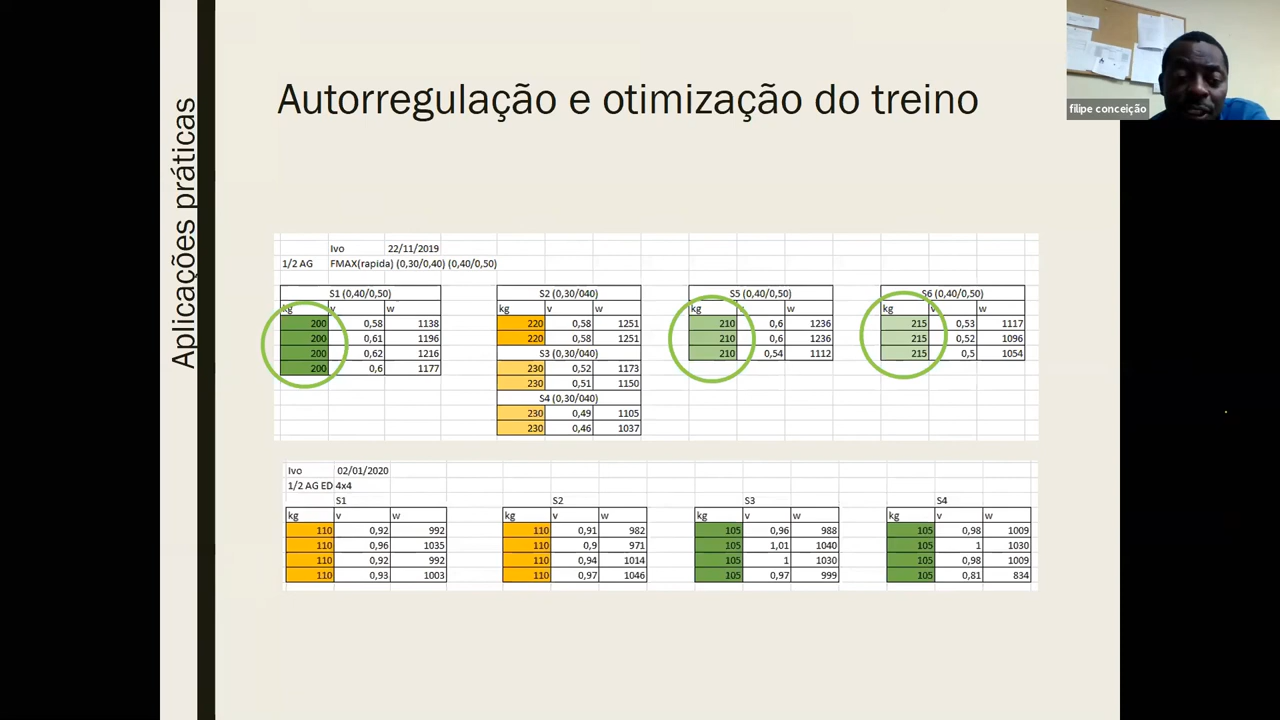 Aplicações práticas
Autorregulação e otimização do treino
filipe conceição
Ivo 22/11/2019
1/2 AG FMAX(rapida) (0,30/0,40) (0,40/0,50)
S1 (0,40/0,50)
kg v w
200 0,58 1138
200 0,61 1196
200 0,62 1216
200 0,6 1177
S2 (0,30/040)
kg v w
220 0,58 1251
220 0,58 1251
S3 (0,30/040)
230 0,52 1173
230 0,51 1150
S4 (0,30/040)
230 0,49 1105
230 0,46 1037
S5 (0,40/0,50)
kg v w
210 0,6 1236
210 0,6 1236
210 0,54 1112
S6 (0,40/0,50)
kg v w
215 0,53 1117
215 0,52 1096
215 0,5 1054
Ivo 02/01/2020
1/2 AG ED 4x4
S1
kg v w
110 0,92 992
110 0,96 1035
110 0,92 992
110 0,93 1003
S2
kg v w
110 0,91 982
110 0,9 971
110 0,94 1014
110 0,97 1046
S3
kg v w
105 0,96 988
105 1,01 1040
105 1 1030
105 0,97 999
S4
kg v w
105 0,98 1009
105 1 1030
105 0,98 1009
105 0,81 834